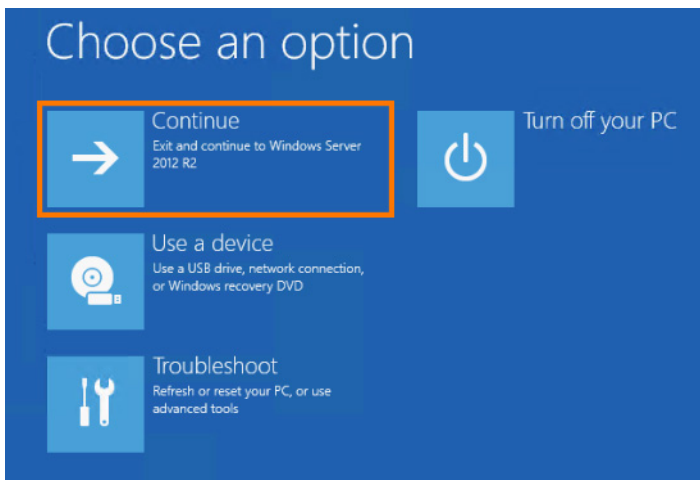 Choose an option
Continue
Exit and continue to Windows Server
2012 R2
Turn off your PC
Use a device
Use a USB drive, network connection,
or Windows recovery DVD
Troubleshoot
Refresh or reset your PC, or use
advanced tools